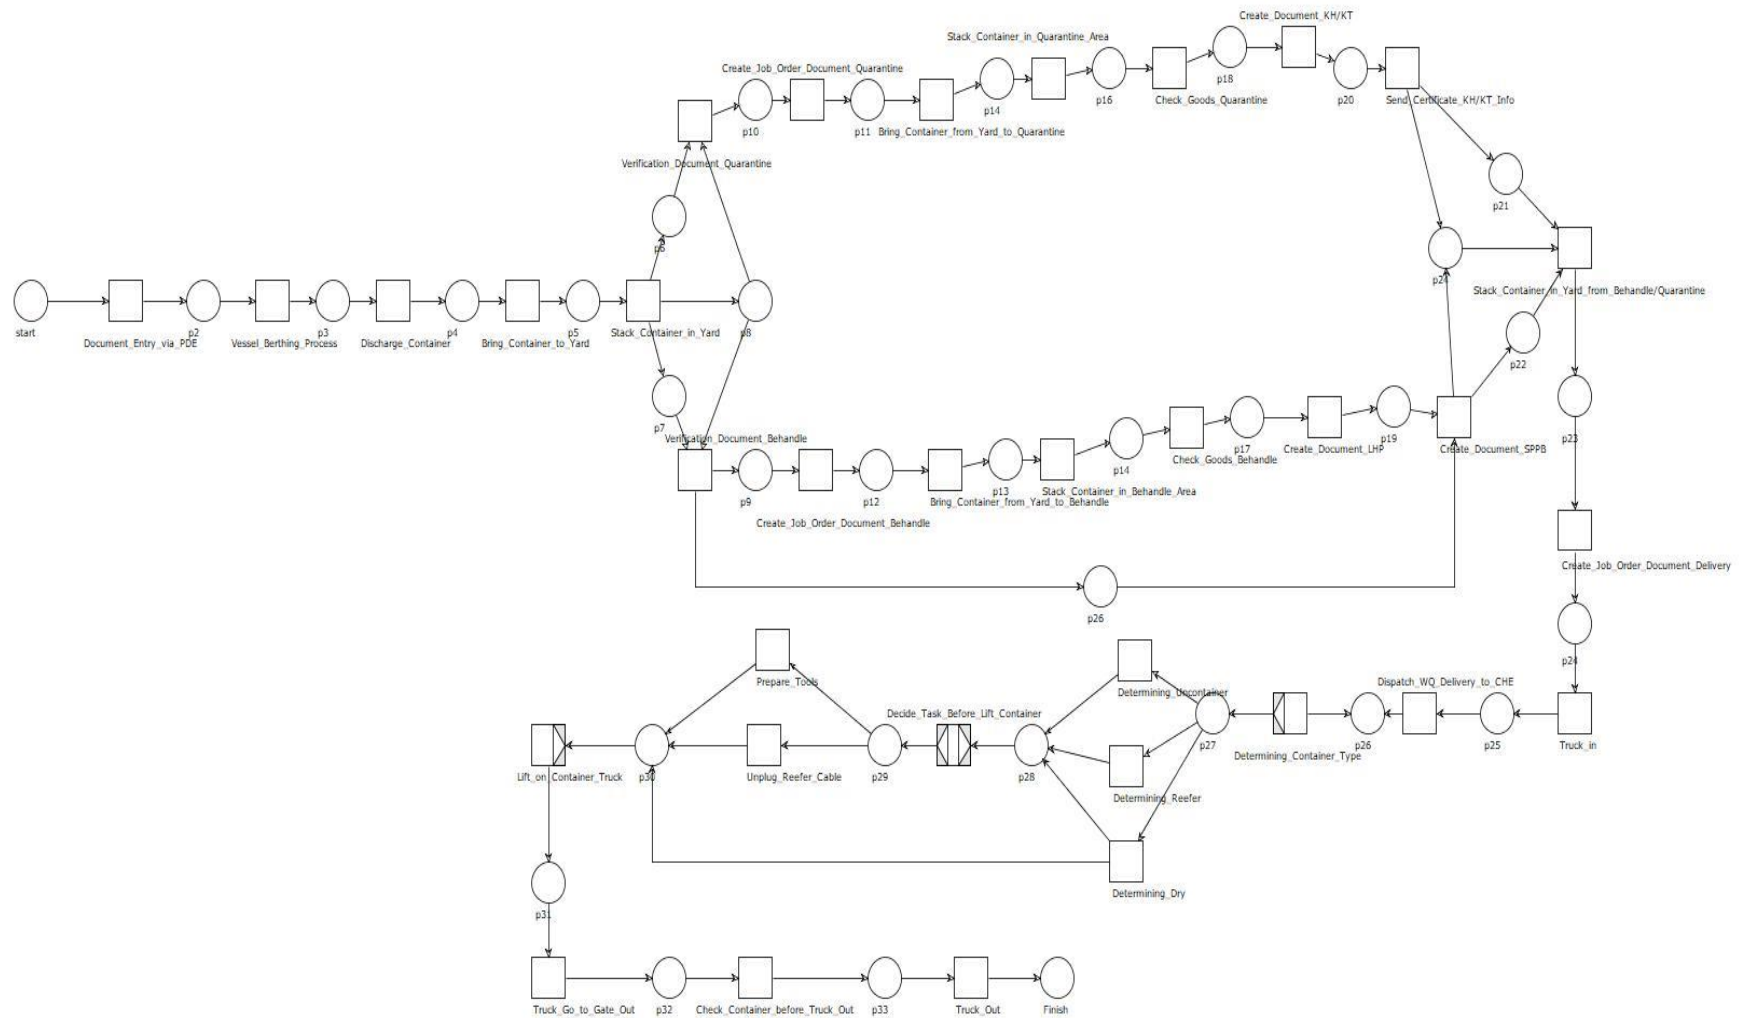 Create_Document_KH/KT
Stack_Container_in_Quarantine_Area
Create_Job_Order_Document_Quarantine
p18
p10
p11
p14
p16
p20
Check_Goods_Quarantine
Send_Certificate_KH/KT_Info
Bring_Container_from_Yard_to_Quarantine
Verification_Document_Quarantine
p21
p6
p24
Stack_Container_in_Yard_from_Behandle/Quarantine
start
p2
p3
p4
p5
Stack_Container_in_Yard
p8
Document_Entry_via_PDE
Vessel_Berthing_Process
Discharge_Container
Bring_Container_to_Yard
p22
p7
Verification_Document_Behandle
p17
p19
p23
Check_Goods_Behandle
Create_Document_LHP
Create_Document_SPPB
p14
p9
p12
p13
Stack_Container_in_Behandle_Area
Bring_Container_from_Yard_to_Behandle
Create_Job_Order_Document_Behandle
Create_Job_Order_Document_Delivery
p26
p24
Prepare_Tools
Determining_Uncontainer
Dispatch_WQ_Delivery_to_CHE
Decide_Task_Before_Lift_Container
p27
Determining_Container_Type
p26
p25
Truck_in
Lift_on_Container_Truck
p30
Unplug_Reefer_Cable
p29
p28
Determining_Reefer
Determining_Dry
p31
Truck_Go_to_Gate_Out
p32
Check_Container_before_Truck_Out
p33
Truck_Out
Finish